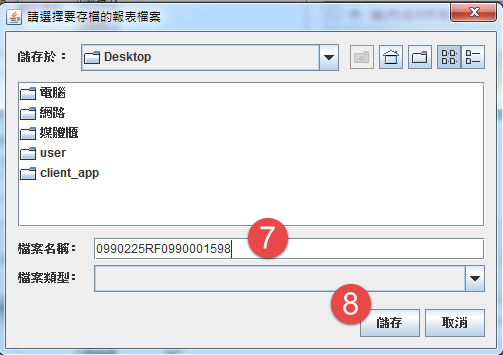 請選擇要存檔的報表檔案
儲存於： Desktop
電腦
網路
媒體櫃
user
client_app
檔案名稱： 0990225RF0990001598
7
檔案類型：
8
儲存 取消